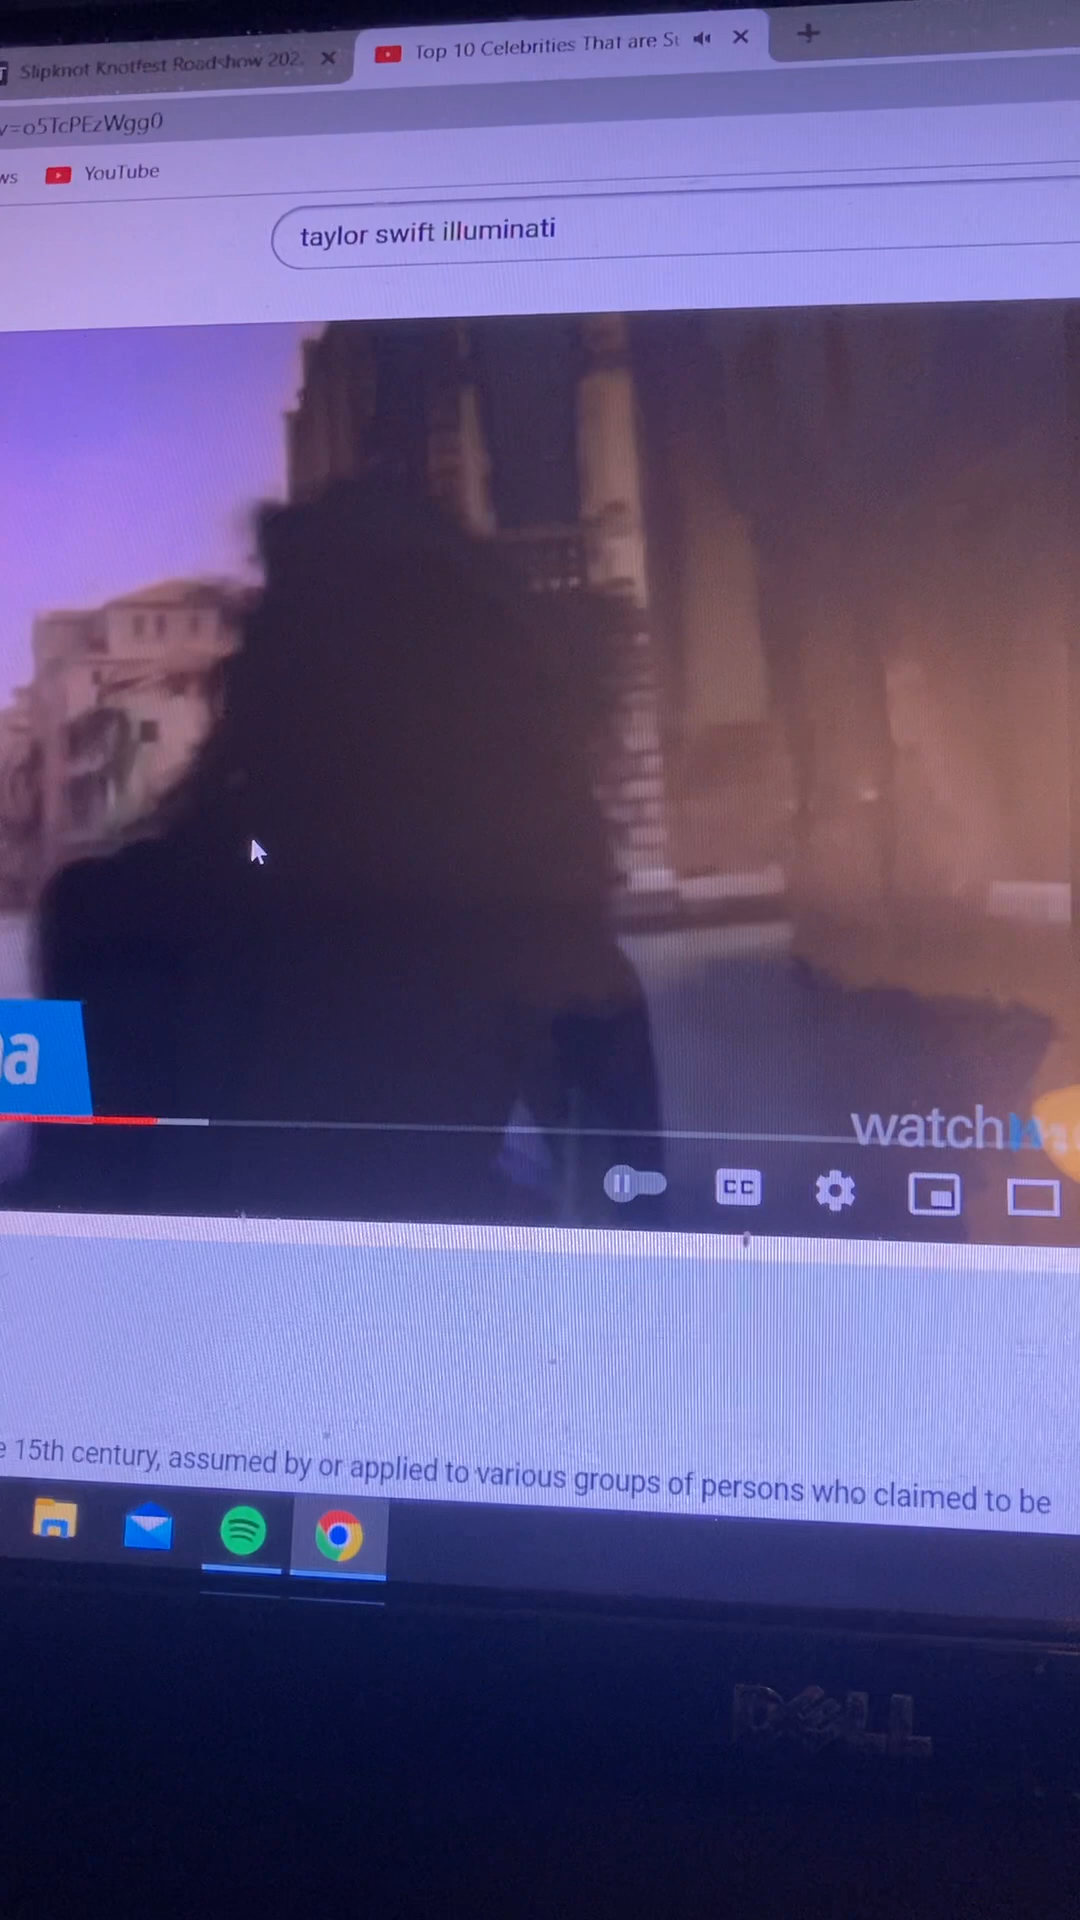 Slipknot Knotfest Roadshow 202
Top 10 Celebrities That are
v=o5TcPEzWgg0
ws
YouTube
taylor swift illuminati
a
watch
CC
15th century, assumed by or applied to various groups of persons who claimed to be
DELL